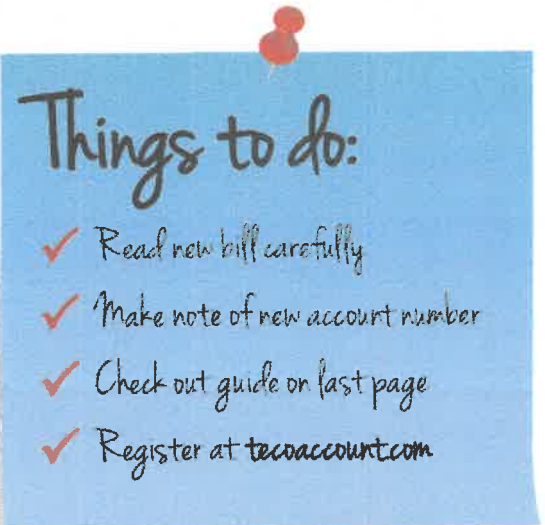 Things to do:
Read new bill carefully
Make note of new account number
Check out guide on last page
Register at tecoaccount.com